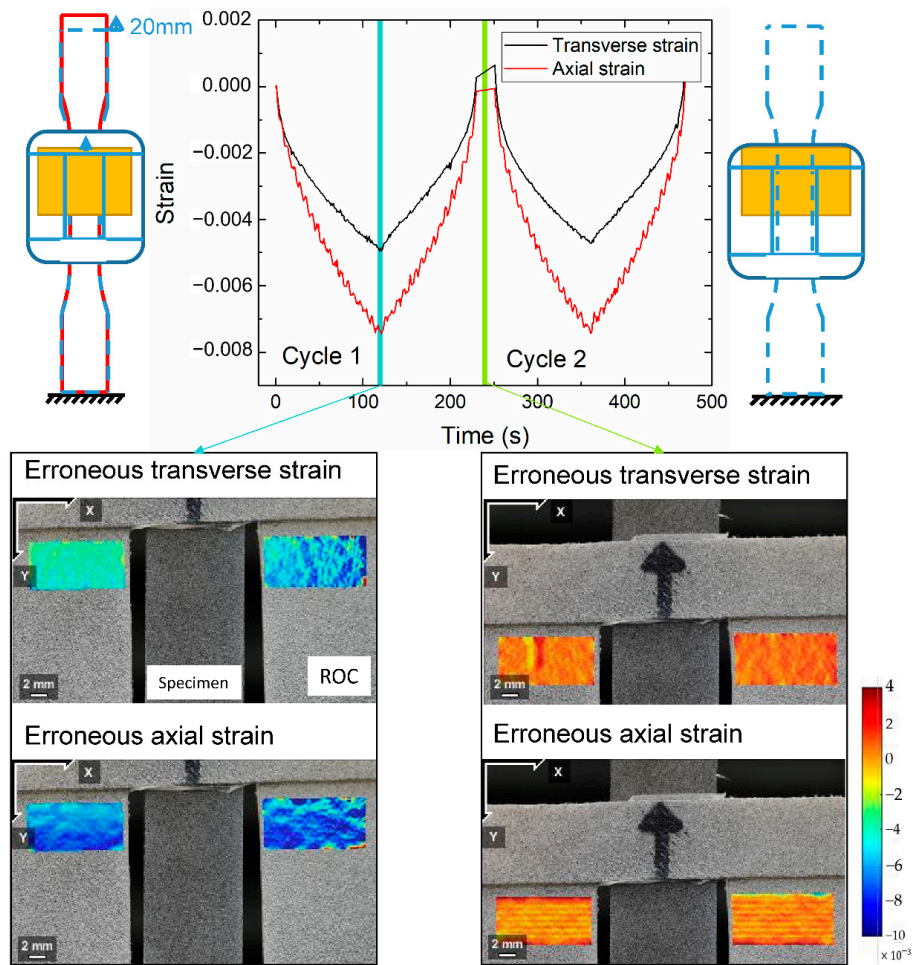 20mm
0.002
0.000
−0.002
−0.004
−0.006
−0.008
Strain
Transverse strain
Axial strain
Cycle 1
Cycle 2
0
100
200
300
400
500
Time (s)
Erroneous transverse strain
X
Y
2 mm
Specimen
ROC
Erroneous axial strain
X
Y
2 mm
Erroneous transverse strain
X
Y
2 mm
Erroneous axial strain
X
Y
2 mm
4
2
0
−2
−4
−6
−8
−10
× 10⁻³